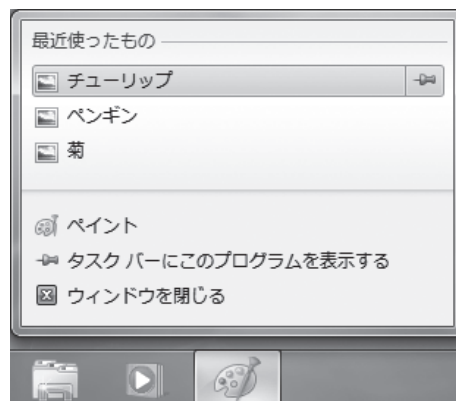 最近使ったもの
チューリップ
ペンギン
菊
ペイント
タスク バーにこのプログラムを表示する
ウィンドウを閉じる